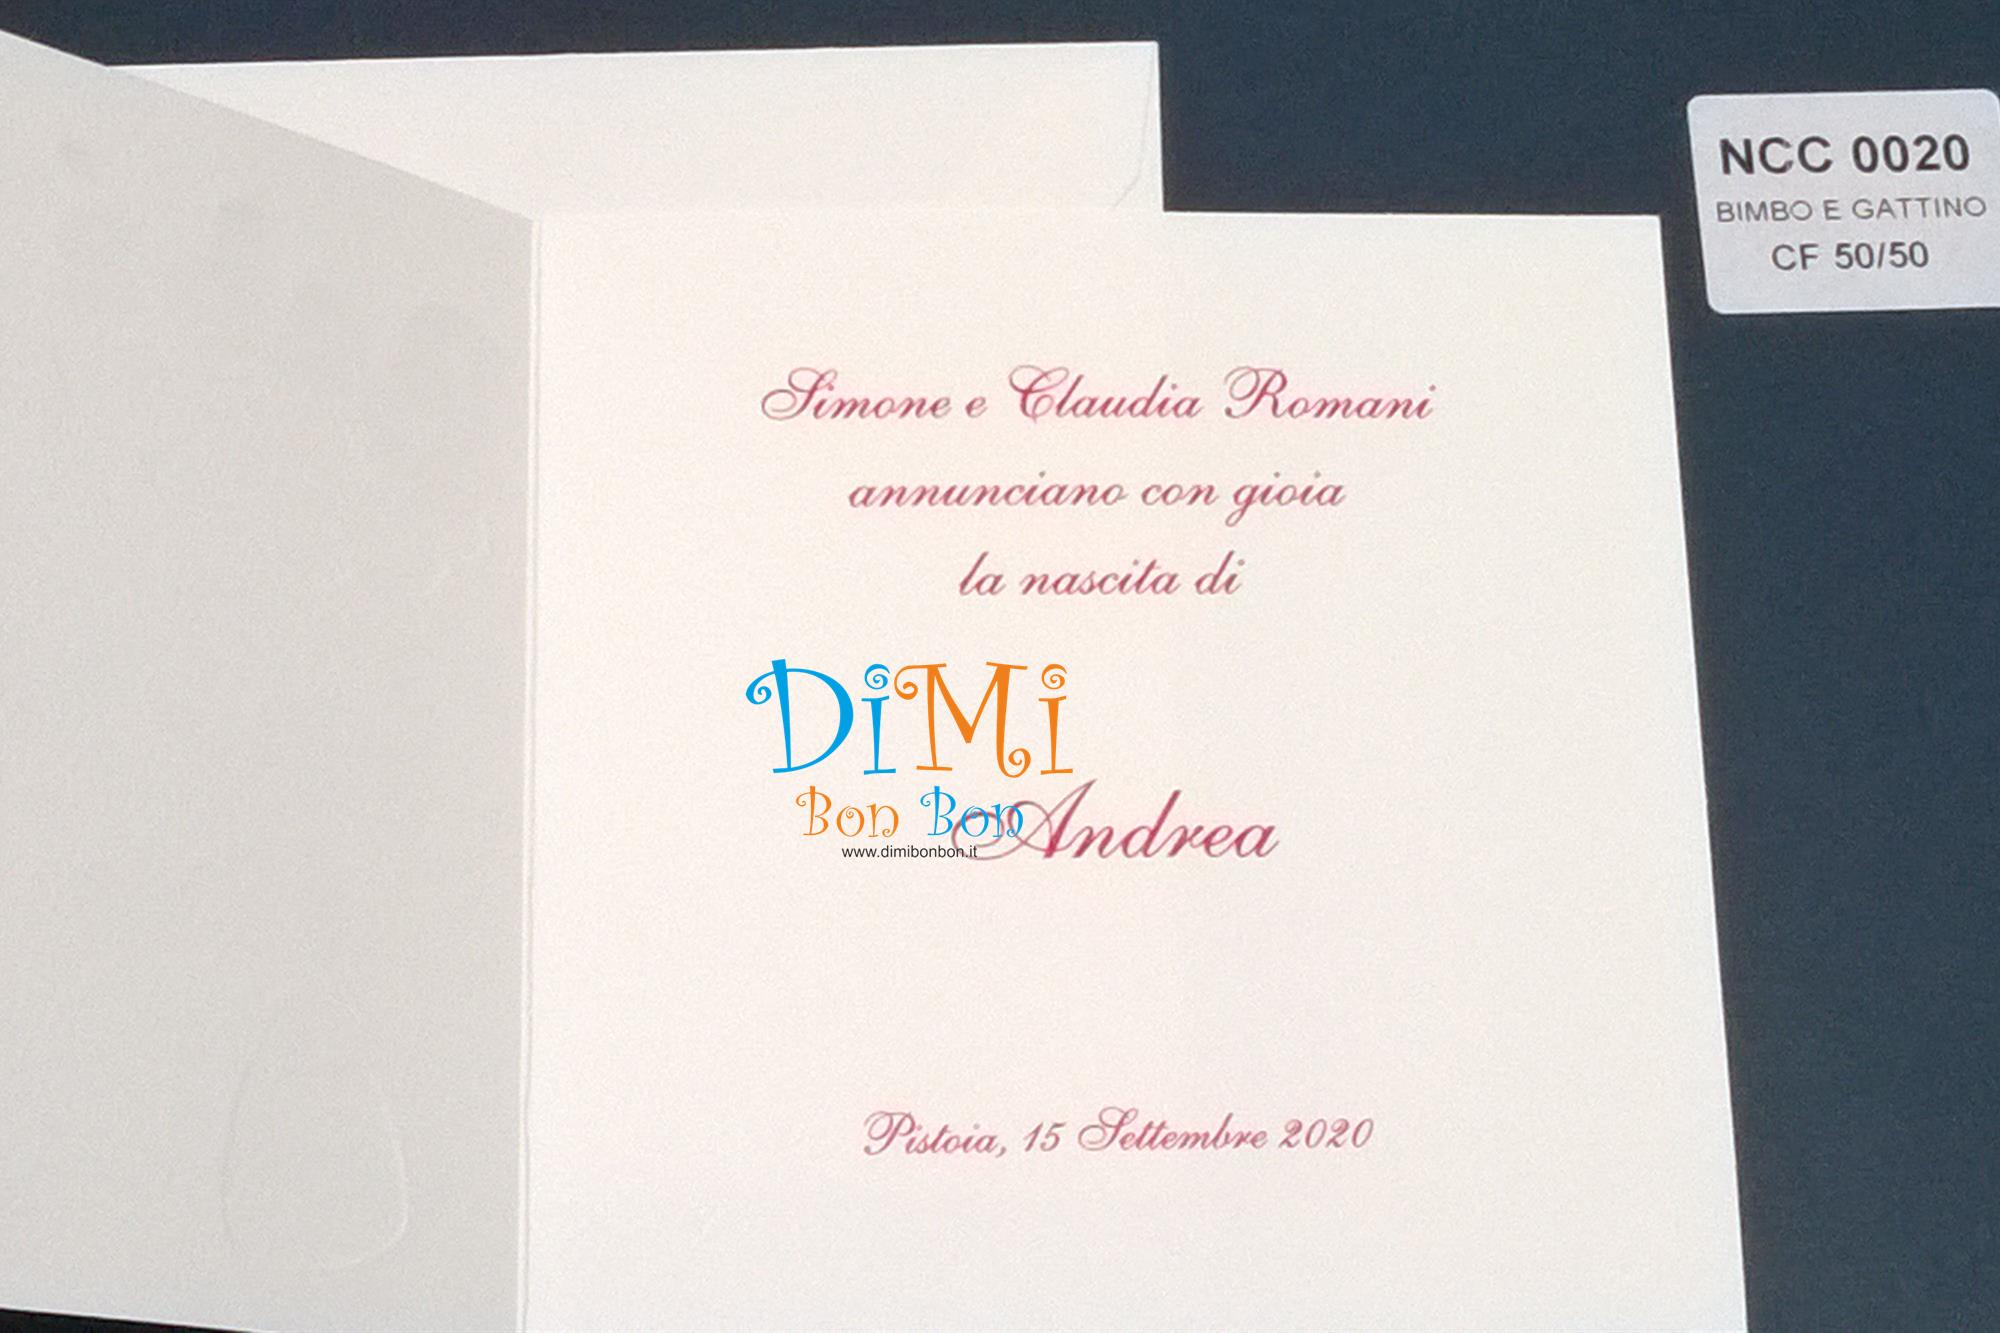 NCC 0020
BIMBO E GATTINO
CF 50/50
Simone e Claudia Romani
annunciano con gioia
la nascita di
DiMi
Bon Bon
www.dimibonbon.it
Andrea
Pistoia, 15 Settembre 2020